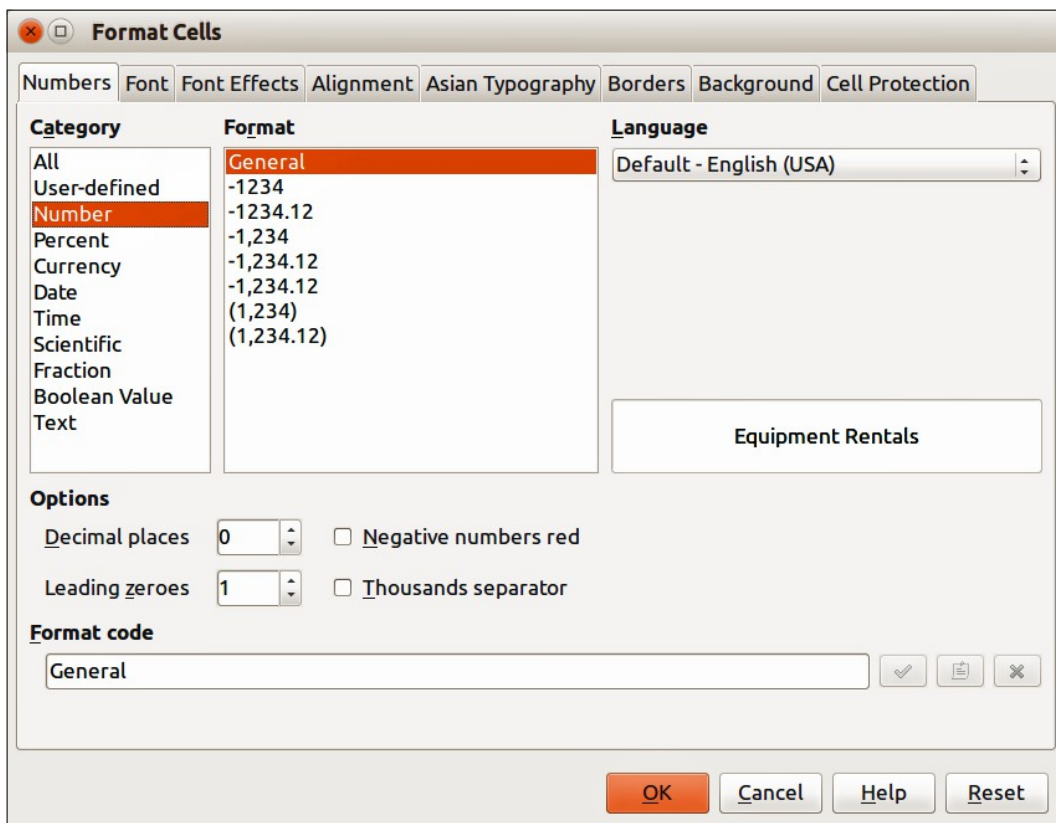 Format Cells
Numbers Font Font Effects Alignment Asian Typography Borders Background Cell Protection
Category
All
User-defined
Number
Percent
Currency
Date
Time
Scientific
Fraction
Boolean Value
Text
Format
General
-1234
-1234.12
-1,234
-1,234.12
-1,234.12
(1,234)
(1,234.12)
Language
Default - English (USA)
Equipment Rentals
Options
Decimal places 0 Negative numbers red
Leading zeroes 1 Thousands separator
Format code
General
OK Cancel Help Reset